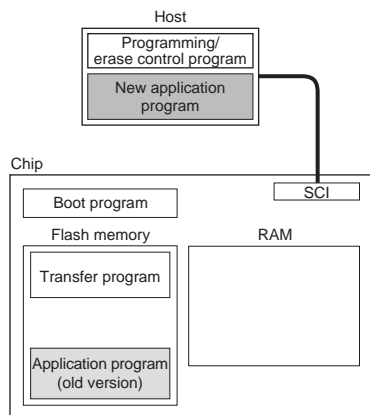 Host
Programming/
erase control program
New application
program
Chip
SCI
Boot program
Flash memory
RAM
Transfer program
Application program
(old version)